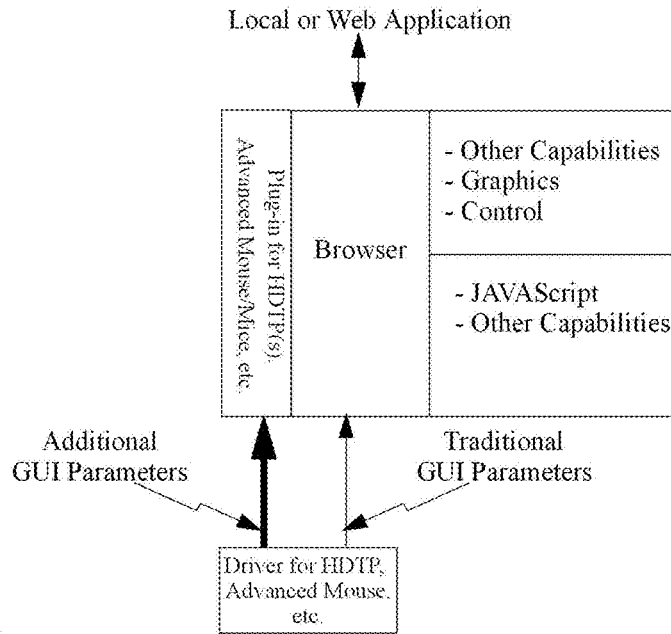 Local or Web Application
Plug-in for HDTP(s),
Advanced Mouse/Mice, etc.
Browser
- Other Capabilities
- Graphics
- Control
- JAVAScript
- Other Capabilities
Additional
GUI Parameters
Traditional
GUI Parameters
Driver for HDTP,
Advanced Mouse,
etc.